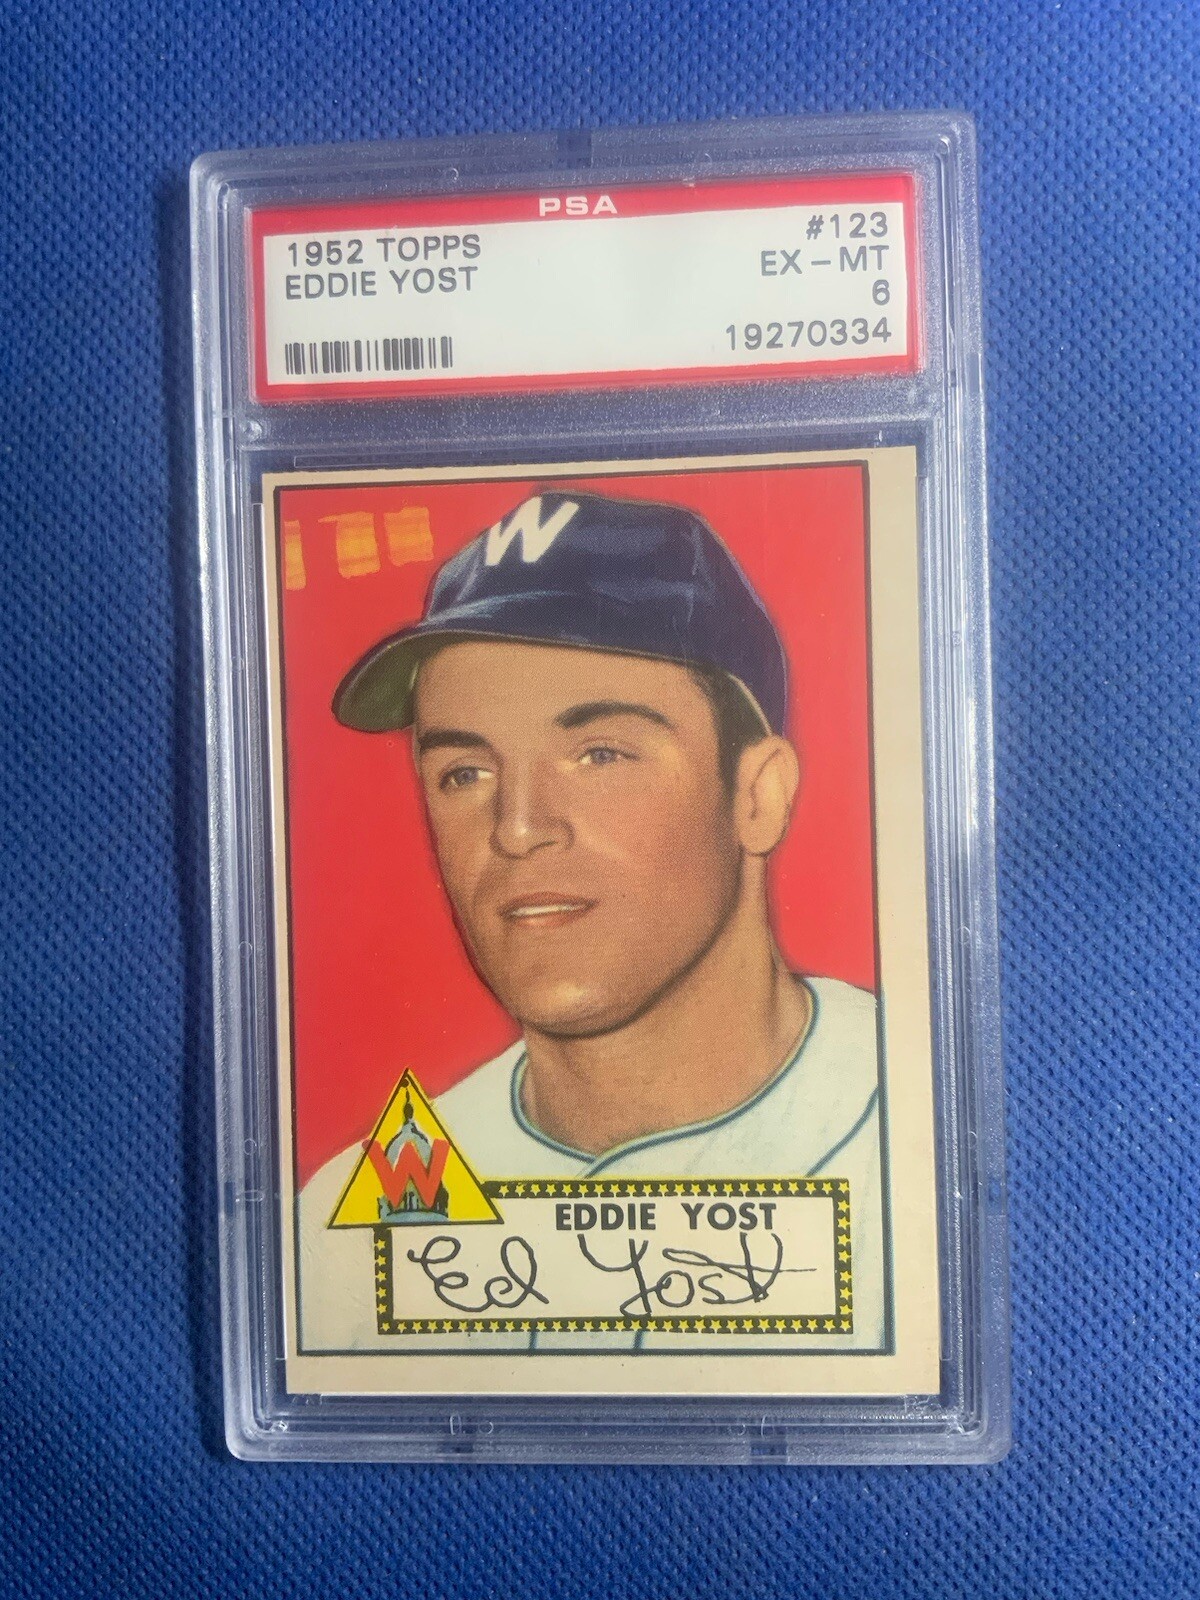 PSA
1952 TOPPS #123
EDDIE YOST EX - MT
6
19270334
W
W
EDDIE YOST
Ed Yost